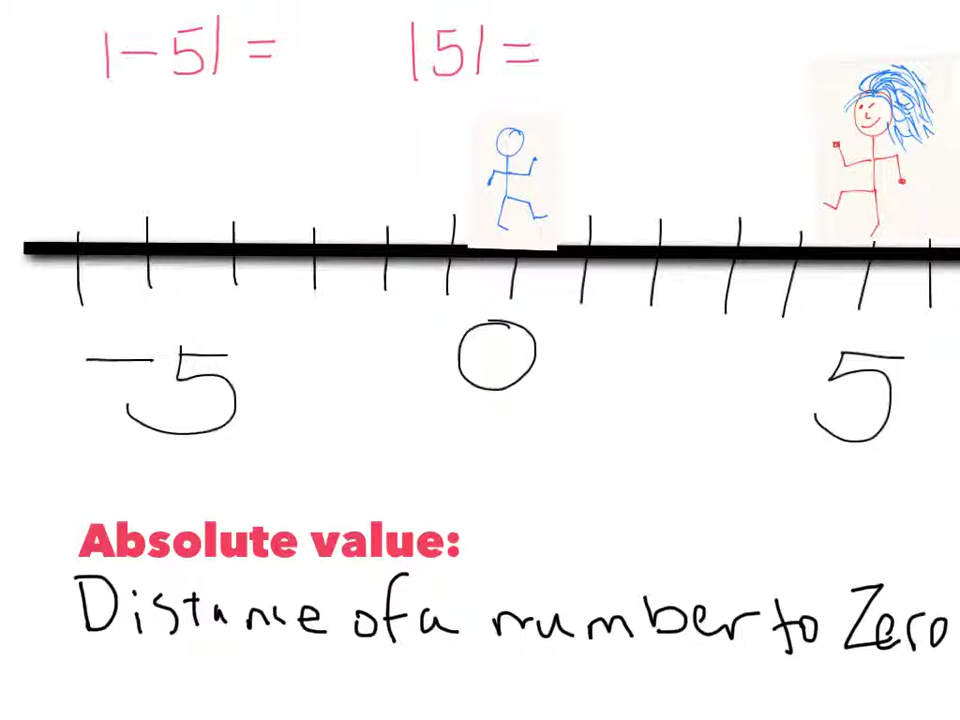 |-5| = |5| =
-5 0 5
Absolute value:
Distance of a number to Zero